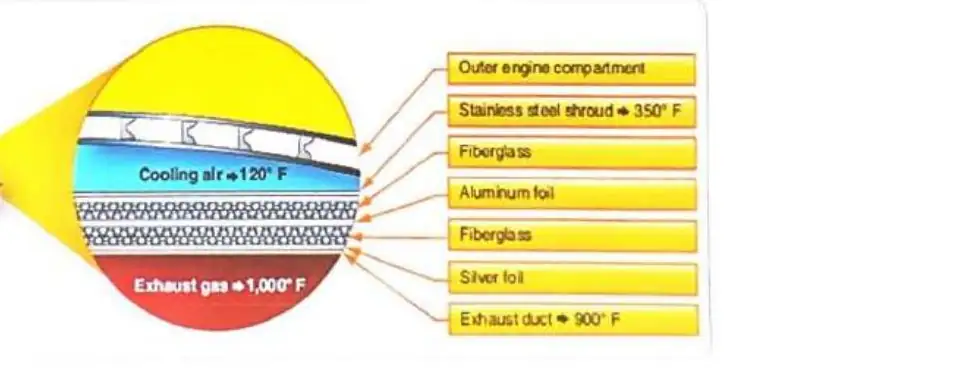 Outer engine compartment
Stainless steel shroud ➧ 350° F
Fiberglass
Cooling air ➧120° F
Aluminum foil
Fiberglass
Silver foil
Exhaust gas ➧1,000° F
Exhaust duct ➧ 900° F